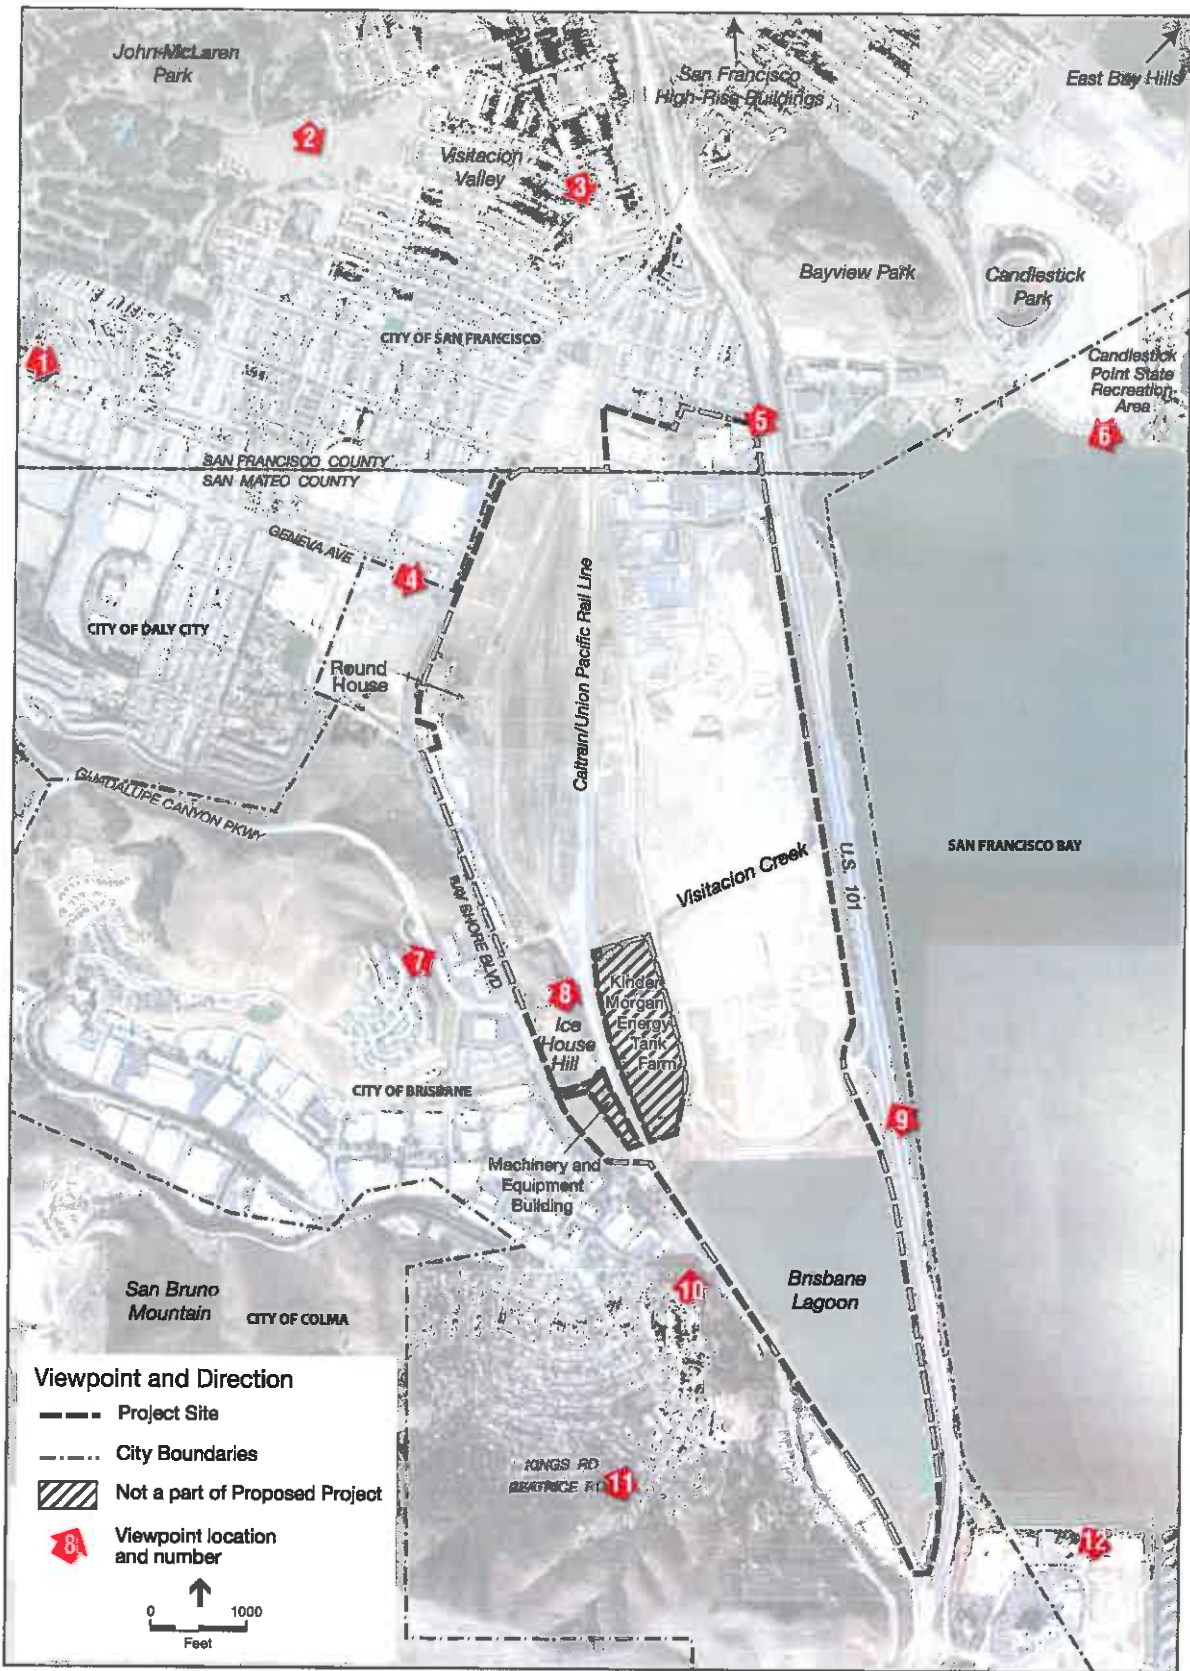 John McLaren
Park
San Francisco
High-Rise Buildings
East Bay Hills
2
Visitacion
Valley
3
Bayview Park
Candlestick
Park
CITY OF SAN FRANCISCO
1
Candlestick
Point State
Recreation
Area
5
6
SAN FRANCISCO COUNTY
SAN MATEO COUNTY
GENEVA AVE
4
CITY OF DALY CITY
Round
House
Caltrain/Union Pacific Rail Line
GUADALUPE CANYON PKWY
BAY SHORE BLVD
Visitacion Creek
U.S. 101
SAN FRANCISCO BAY
7
8
Ice
House
Hill
Kinder
Morgan
Energy
Tank
Farm
CITY OF BRISBANE
9
Machinery and
Equipment
Building
San Bruno
Mountain
CITY OF COLMA
10
Brisbane
Lagoon
KINGS RD
BEATRICE RD
11
12
Viewpoint and Direction
Project Site
City Boundaries
Not a part of Proposed Project
8
Viewpoint location
and number
0 1000
Feet